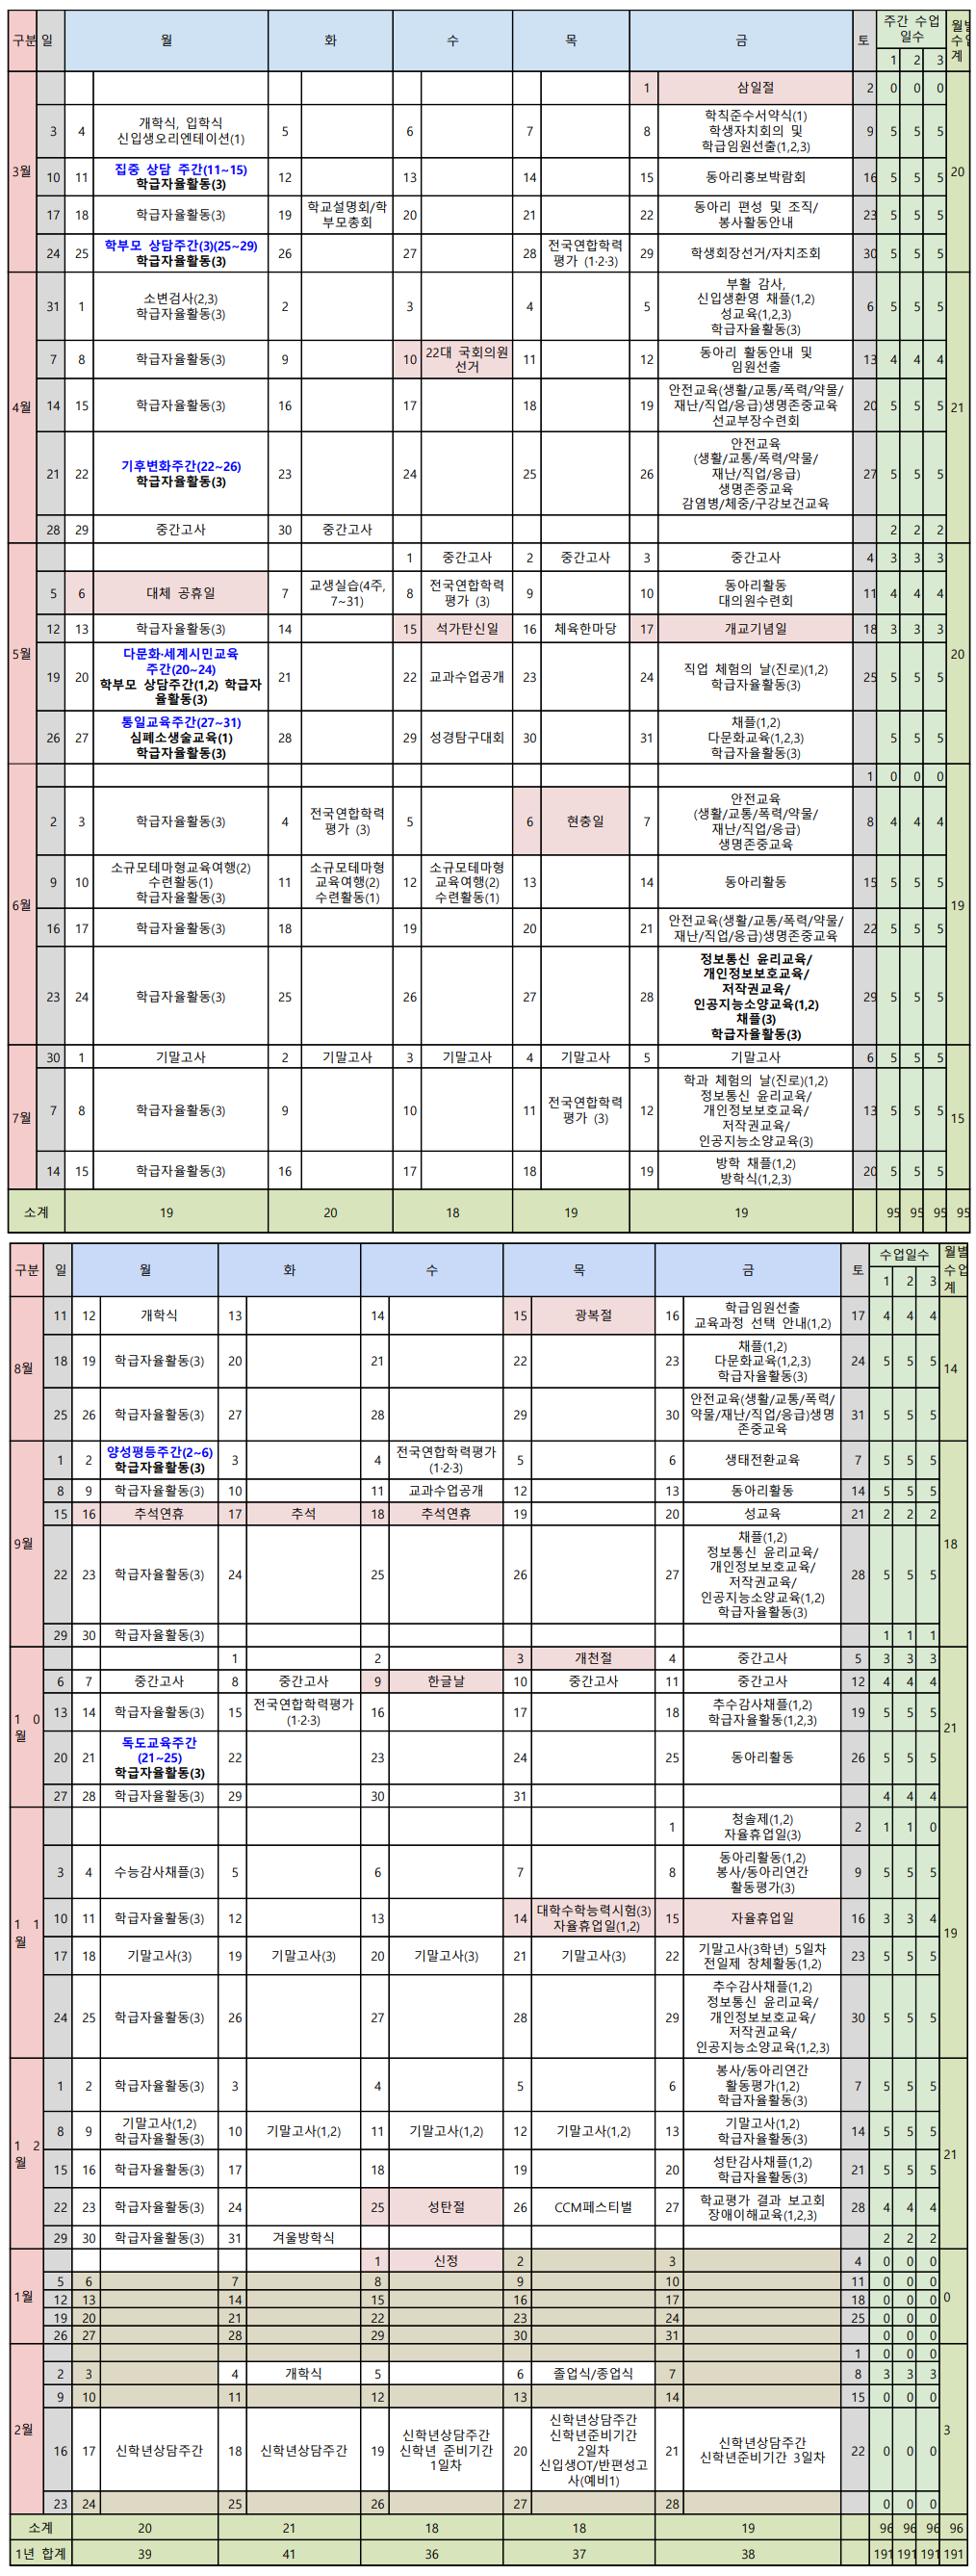 구분 일 월 화 수 목 금 토 주간 수업 일수 월별 수업 계
1 2 3
3월
1 삼일절 2 0 0 0
3 4 개학식, 입학식 5 6 7 8 학칙준수서약식(1) 9 5 5 5
신입생오리엔테이션(1) 학생자치회의 및
학급임원선출(1,2,3)
10 11 집중 상담 주간(11~15) 12 13 14 15 동아리홍보박람회 16 5 5 5 20
학급자율활동(3)
17 18 학급자율활동(3) 19 학교설명회/학 20 21 22 동아리 편성 및 조직/ 23 5 5 5
부모총회 봉사활동안내
24 25 학부모 상담주간(3)(25~29) 26 27 28 전국연합학력 29 학생회장선거/자치조회 30 5 5 5
학급자율활동(3) 평가 (1·2·3)
4월
31 1 소변검사(2,3) 2 3 4 5 부활 감사, 6 5 5 5
학급자율활동(3) 신입생환영 채플(1,2)
성교육(1,2,3)
학급자율활동(3)
7 8 학급자율활동(3) 9 10 22대 국회의원 11 12 동아리 활동안내 및 13 4 4 4
선거 임원선출
14 15 학급자율활동(3) 16 17 18 19 안전교육(생활/교통/폭력/약물/ 20 5 5 5 21
재난/직업/응급)생명존중교육
선교부장수련회
21 22 기후변화주간(22~26) 23 24 25 26 안전교육 27 5 5 5
학급자율활동(3) (생활/교통/폭력/약물/
재난/직업/응급)
생명존중교육
감염병/체중/구강보건교육
28 29 중간고사 30 중간고사 2 2 2
5월
1 중간고사 2 중간고사 3 중간고사 4 3 3 3
5 6 대체 공휴일 7 교생실습(4주, 8 전국연합학력 9 10 동아리활동 11 4 4 4
7~31) 평가 (3) 대의원수련회
12 13 학급자율활동(3) 14 15 석가탄신일 16 체육한마당 17 개교기념일 18 3 3 3
19 20 다문화·세계시민교육 21 22 교과수업공개 23 24 직업 체험의 날(진로)(1,2) 25 5 5 5 20
주간(20~24) 학급자율활동(3)
학부모 상담주간(1,2) 학급자
율활동(3)
26 27 통일교육주간(27~31) 28 29 성경탐구대회 30 31 채플(1,2) 5 5 5
심폐소생술교육(1) 다문화교육(1,2,3)
학급자율활동(3) 학급자율활동(3)
6월
1 0 0 0
2 3 학급자율활동(3) 4 전국연합학력 5 6 현충일 7 안전교육 8 4 4 4
평가 (3) (생활/교통/폭력/약물/
재난/직업/응급)
생명존중교육
9 10 소규모테마형교육여행(2) 11 소규모테마형 12 소규모테마형 13 14 동아리활동 15 5 5 5 19
수련활동(1) 교육여행(2) 교육여행(2)
학급자율활동(3) 수련활동(1) 수련활동(1)
16 17 학급자율활동(3) 18 19 20 21 안전교육(생활/교통/폭력/약물/ 22 5 5 5
재난/직업/응급)생명존중교육
23 24 학급자율활동(3) 25 26 27 28 정보통신 윤리교육/ 29 5 5 5
개인정보보호교육/
저작권교육/
인공지능소양교육(1,2)
채플(3)
학급자율활동(3)
7월
30 1 기말고사 2 기말고사 3 기말고사 4 기말고사 5 기말고사 6 5 5 5
7 8 학급자율활동(3) 9 10 11 전국연합학력 12 학과 체험의 날(진로)(1,2) 13 5 5 5 15
평가 (3) 정보통신 윤리교육/
개인정보보호교육/
저작권교육/
인공지능소양교육(3)
14 15 학급자율활동(3) 16 17 18 19 방학 채플(1,2) 20 5 5 5
방학식(1,2,3)
소계 19 20 18 19 19 95 95 95 95
구분 일 월 화 수 목 금 토 수업일수 월별 수업 계
1 2 3
8월
11 12 개학식 13 14 15 광복절 16 학급임원선출 17 4 4 4
교육과정 선택 안내(1,2)
18 19 학급자율활동(3) 20 21 22 23 채플(1,2) 24 5 5 5 14
다문화교육(1,2,3)
학급자율활동(3)
25 26 학급자율활동(3) 27 28 29 30 안전교육(생활/교통/폭력/ 31 5 5 5
약물/재난/직업/응급)생명
존중교육
9월
1 2 양성평등주간(2~6) 3 4 전국연합학력평가 5 6 생태전환교육 7 5 5 5
학급자율활동(3) (1·2·3)
8 9 학급자율활동(3) 10 11 교과수업공개 12 13 동아리활동 14 5 5 5
15 16 추석연휴 17 추석 18 추석연휴 19 20 성교육 21 2 2 2
22 23 학급자율활동(3) 24 25 26 27 채플(1,2) 28 5 5 5 18
정보통신 윤리교육/
개인정보보호교육/
저작권교육/
인공지능소양교육(1,2)
학급자율활동(3)
29 30 학급자율활동(3) 1 1 1
1 0월
1 2 3 개천절 4 중간고사 5 3 3 3
6 7 중간고사 8 중간고사 9 한글날 10 중간고사 11 중간고사 12 4 4 4
13 14 학급자율활동(3) 15 전국연합학력평가 16 17 18 추수감사채플(1,2) 19 5 5 5 21
(1·2·3) 학급자율활동(1,2,3)
20 21 독도교육주간 22 23 24 25 동아리활동 26 5 5 5
(21~25)
학급자율활동(3)
27 28 학급자율활동(3) 29 30 31 4 4 4
1 1월
1 청솔제(1,2) 2 1 1 0
자율휴업일(3)
3 4 수능감사채플(3) 5 6 7 8 동아리활동(1,2) 9 5 5 5
봉사/동아리연간
활동평가(3)
10 11 학급자율활동(3) 12 13 14 대학수학능력시험(3) 15 자율휴업일 16 3 3 4 19
자율휴업일(1,2)
17 18 기말고사(3) 19 기말고사(3) 20 기말고사(3) 21 기말고사(3) 22 기말고사(3학년) 5일차 23 5 5 5
전일제 창체활동(1,2)
24 25 학급자율활동(3) 26 27 28 29 추수감사채플(1,2) 30 5 5 5
정보통신 윤리교육/
개인정보보호교육/
저작권교육/
인공지능소양교육(1,2,3)
1 2월
1 2 학급자율활동(3) 3 4 5 6 봉사/동아리연간 7 5 5 5
활동평가(1,2)
학급자율활동(3)
8 9 기말고사(1,2) 10 기말고사(1,2) 11 기말고사(1,2) 12 기말고사(1,2) 13 기말고사(1,2) 14 5 5 5
학급자율활동(3) 학급자율활동(3)
15 16 학급자율활동(3) 17 18 19 20 성탄감사채플(1,2) 21 5 5 5 21
학급자율활동(3)
22 23 학급자율활동(3) 24 25 성탄절 26 CCM페스티벌 27 학교평가 결과 보고회 28 4 4 4
장애이해교육(1,2,3)
29 30 학급자율활동(3) 31 겨울방학식 2 2 2
1월
1 신정 2 3 4 0 0 0
5 6 7 8 9 10 11 0 0 0
12 13 14 15 16 17 18 0 0 0 0
19 20 21 22 23 24 25 0 0 0
26 27 28 29 30 31 0 0 0
2월
1 0 0 0
2 3 4 개학식 5 6 졸업식/종업식 7 8 3 3 3
9 10 11 12 13 14 15 0 0 0
16 17 신학년상담주간 18 신학년상담주간 19 신학년상담주간 20 신학년상담주간 21 신학년상담주간 22 0 0 0 3
신학년 준비기간 신학년준비기간 신학년준비기간 3일차
1일차 2일차
신입생OT/반편성고
사(예비1)
23 24 25 26 27 28 0 0 0
소계 20 21 18 18 19 96 96 96 96
1년 합계 39 41 36 37 38 191 191 191 191